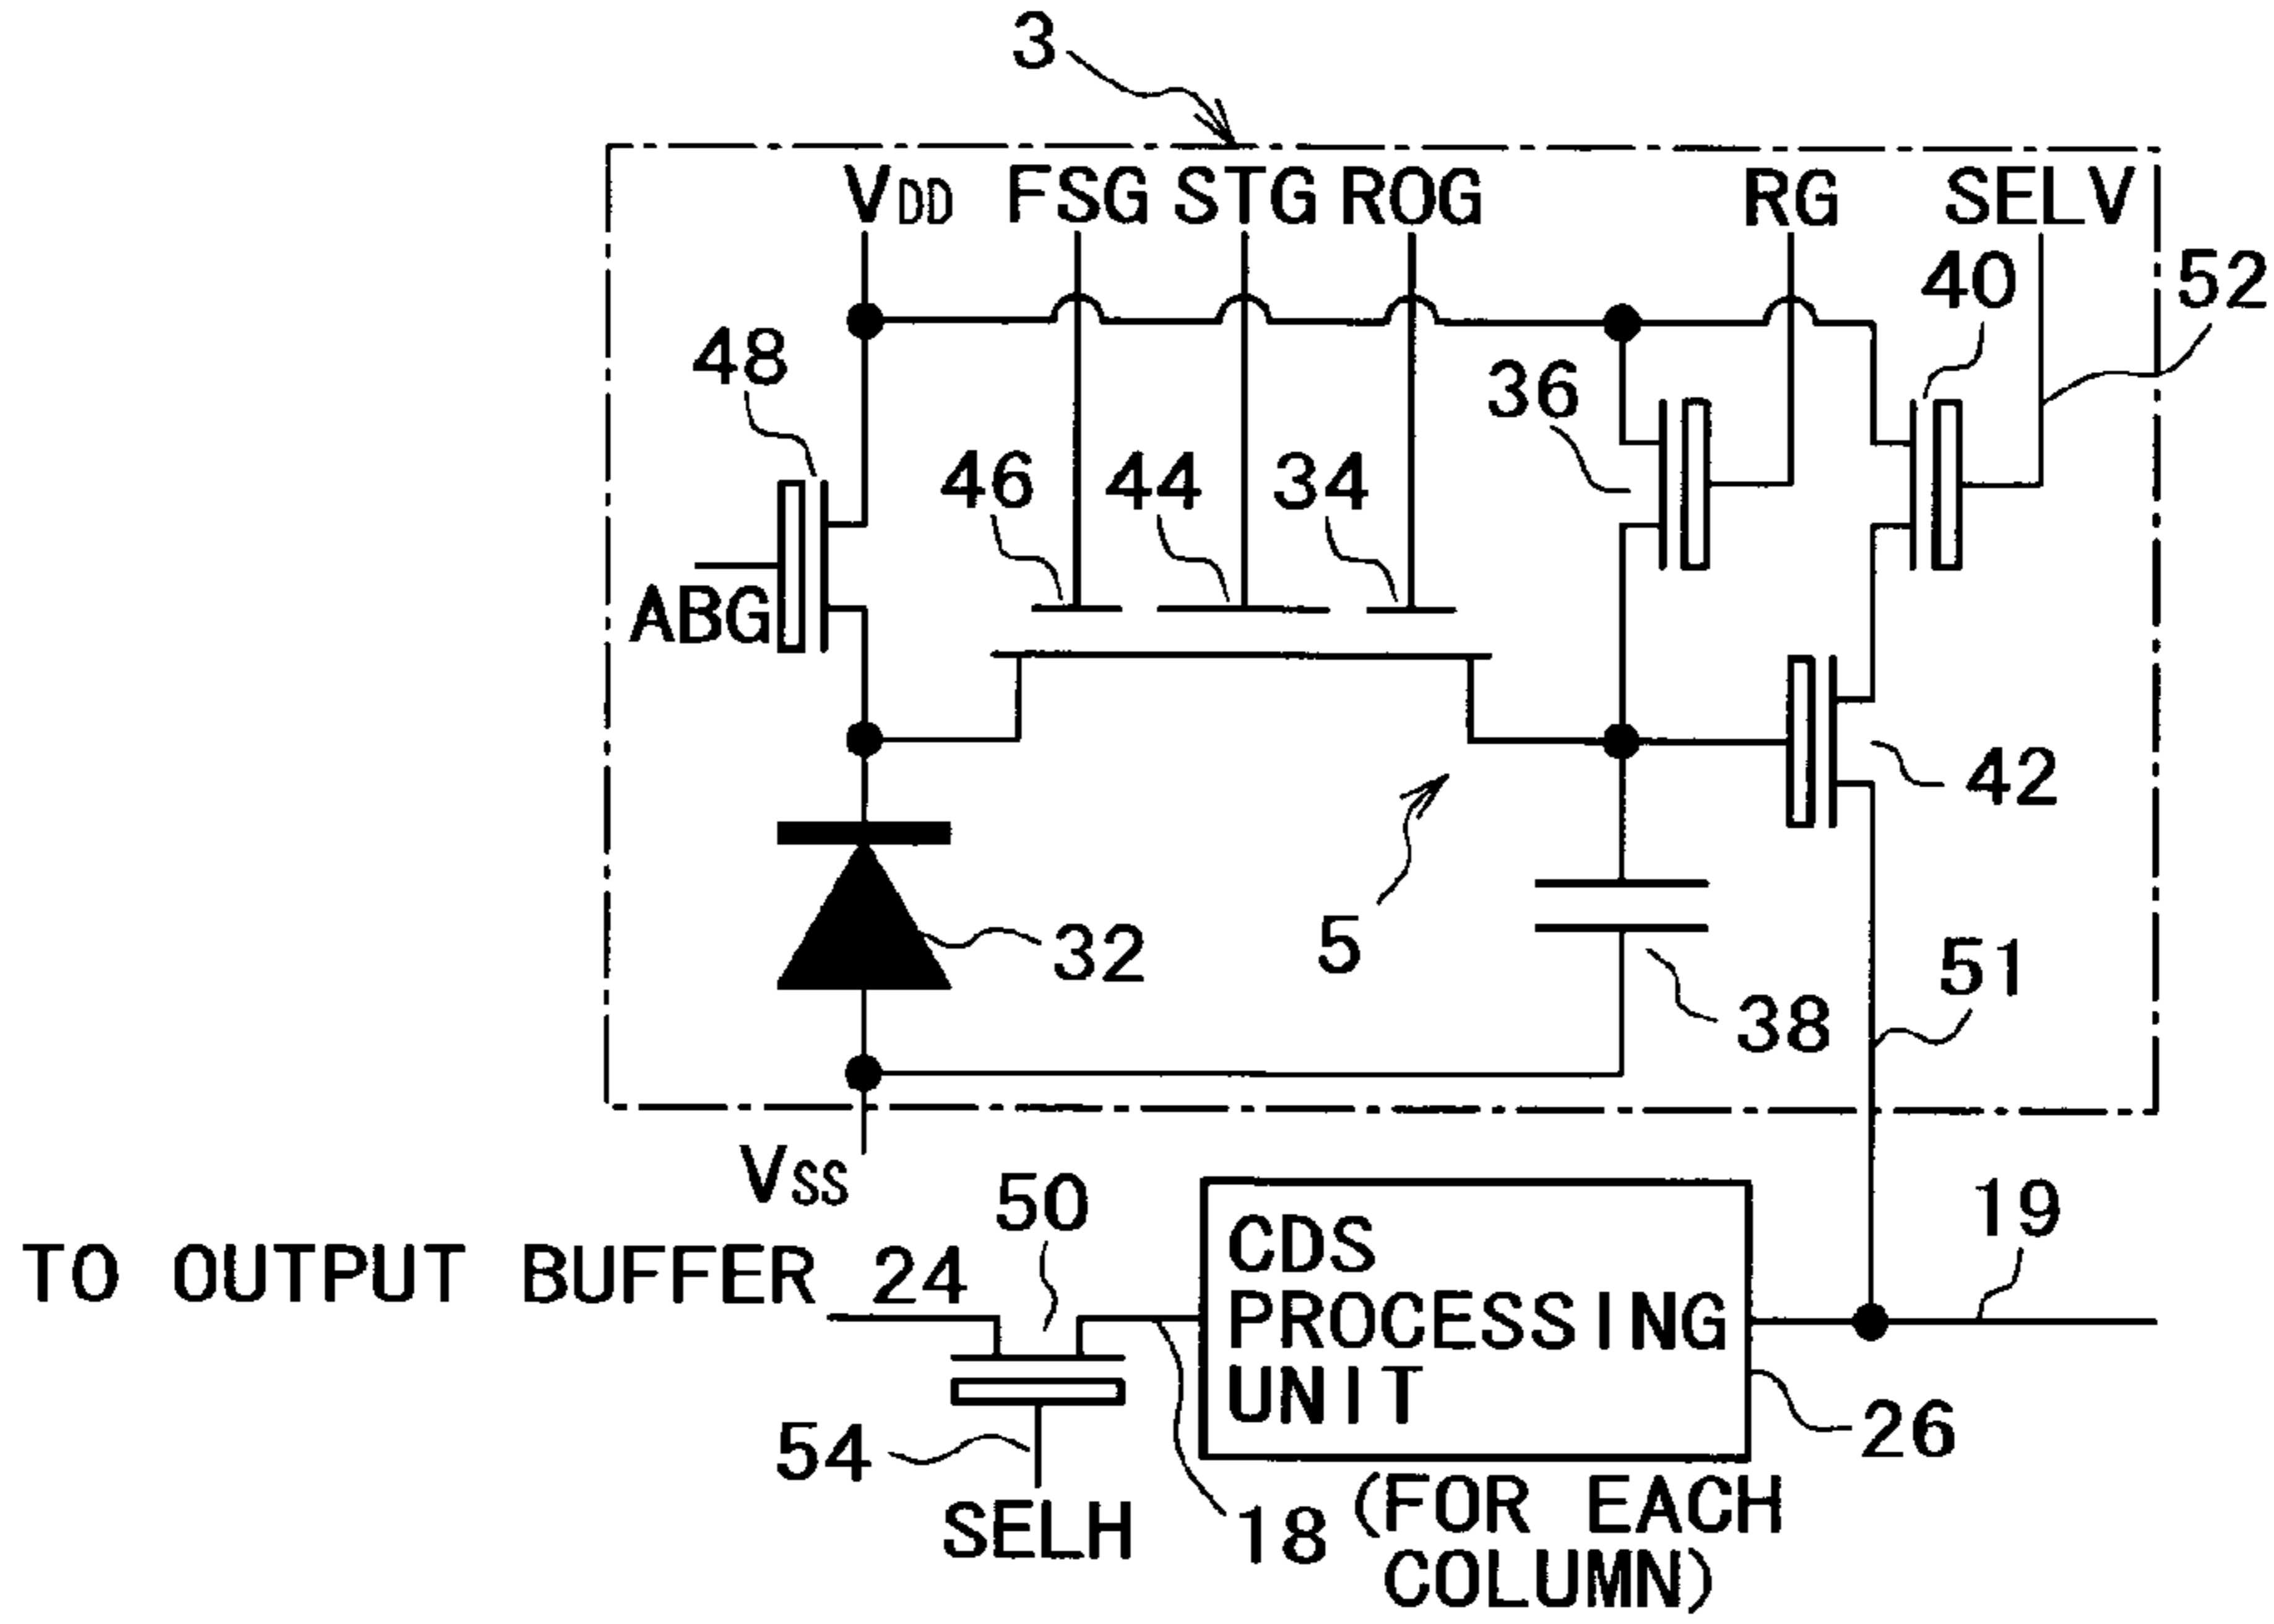 3
VDD FSG STG ROG RG SELV
40 52
48 36
46 44 34
ABG
42
5
32 51
38
VSS
50 19
CDS
PROCESSING
UNIT
TO OUTPUT BUFFER 24
26
54
SELH 18 (FOR EACH
COLUMN)